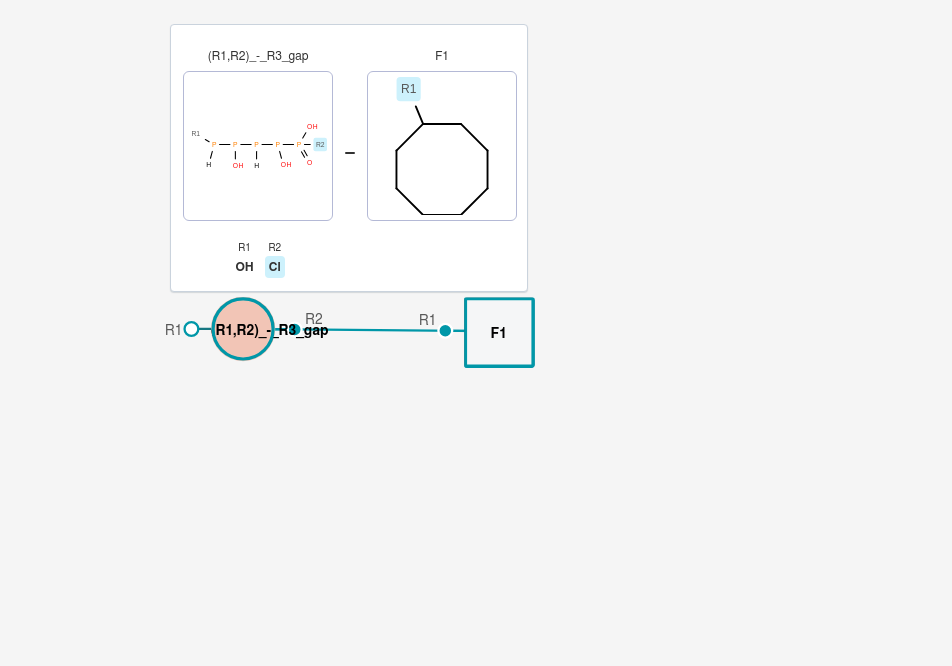 (R1,R2)_-_R3_gap F1
R1
OH
R1 P P P P P R2
H OH H OH O
–
R1 R2
OH Cl
R1 R1,R2)_-_R3_gap R2 R1 F1